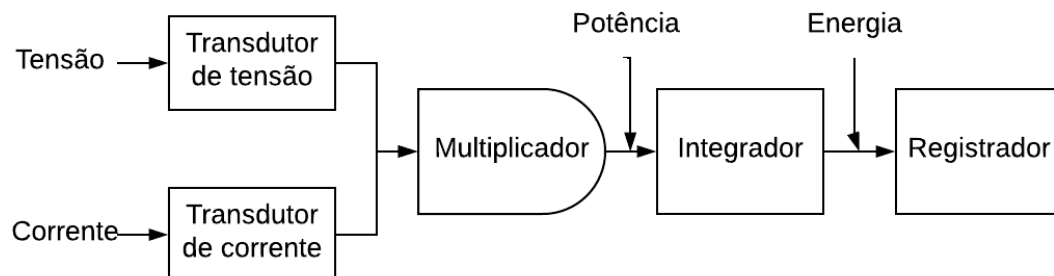 Potência
Energia
Tensão
Transdutor
de tensão
Multiplicador
Integrador
Registrador
Corrente
Transdutor
de corrente